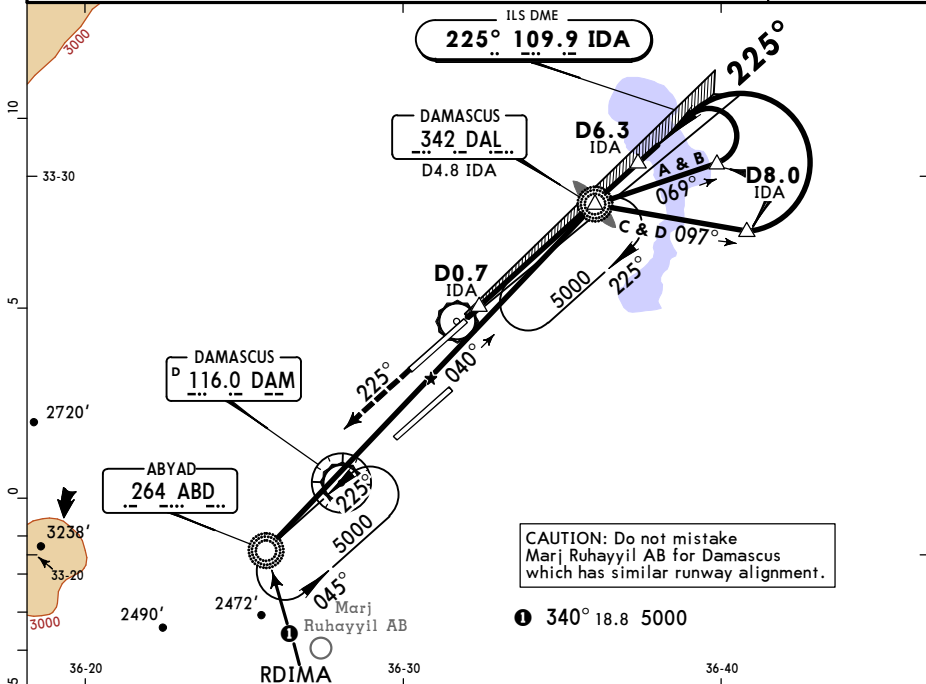 ILS DME
225° 109.9 IDA
225°
3000
DAMASCUS
342 DAL
D4.8 IDA
D6.3
IDA
A & B
069°
D8.0
IDA
C & D 097°
10
33-30
D0.7
IDA
5000
225°
5
DAMASCUS
D 116.0 DAM
225°
040°
2720'
ABYAD
264 ABD
225°
5000
045°
0
3238'
33-20
3000
2490'
2472'
Marj
Ruhayyil AB
1
RDIMA
CAUTION: Do not mistake
Marj Ruhayyil AB for Damascus
which has similar runway alignment.
1 340° 18.8 5000
5
36-20
36-30
36-40